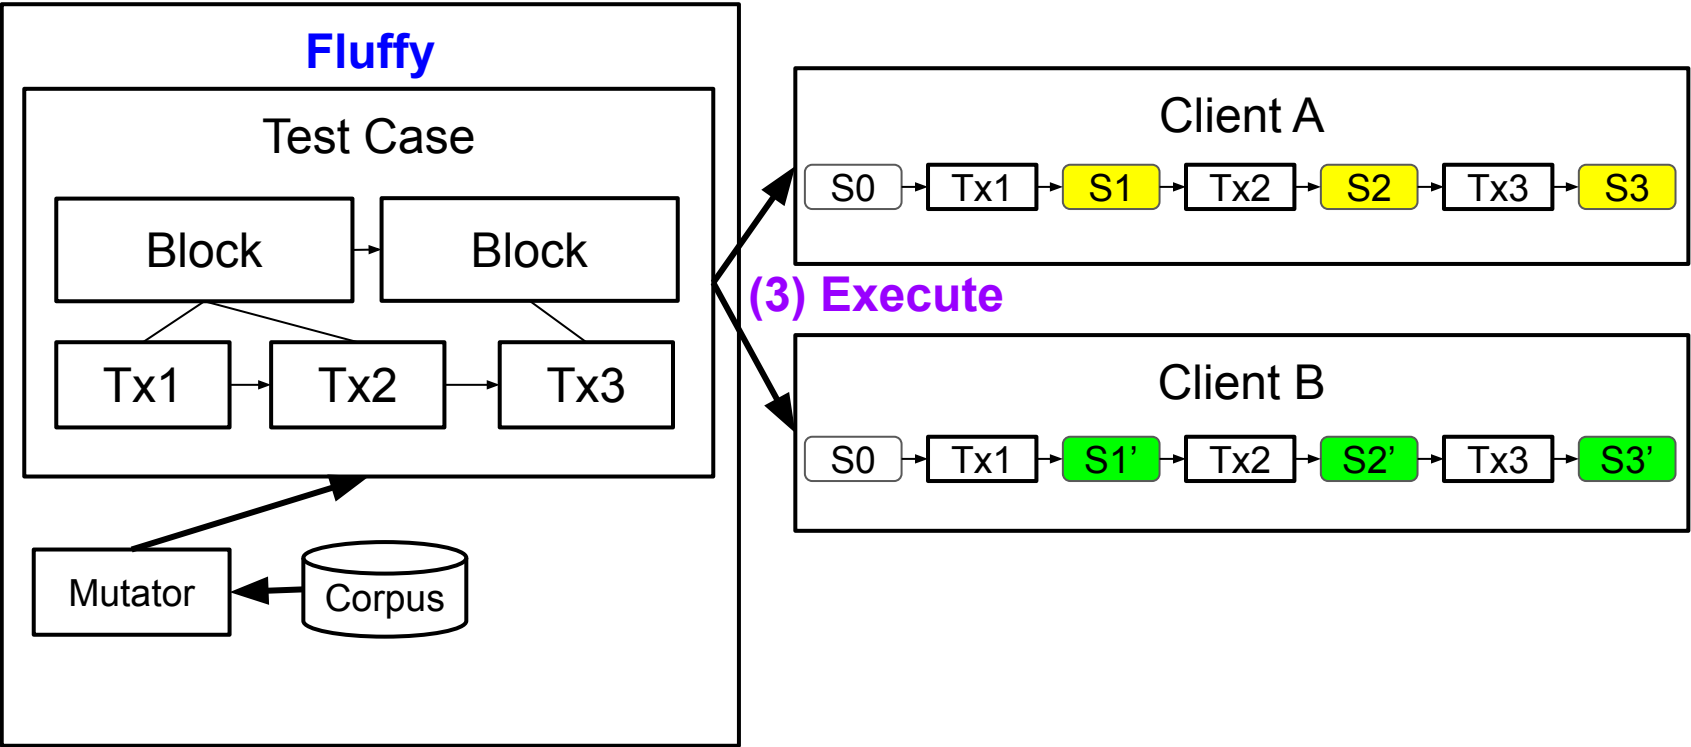 Fluffy
Test Case
Block Block
Tx1 Tx2 Tx3
Mutator Corpus
(3) Execute
Client A
S0 Tx1 S1 Tx2 S2 Tx3 S3
Client B
S0 Tx1 S1’ Tx2 S2’ Tx3 S3’